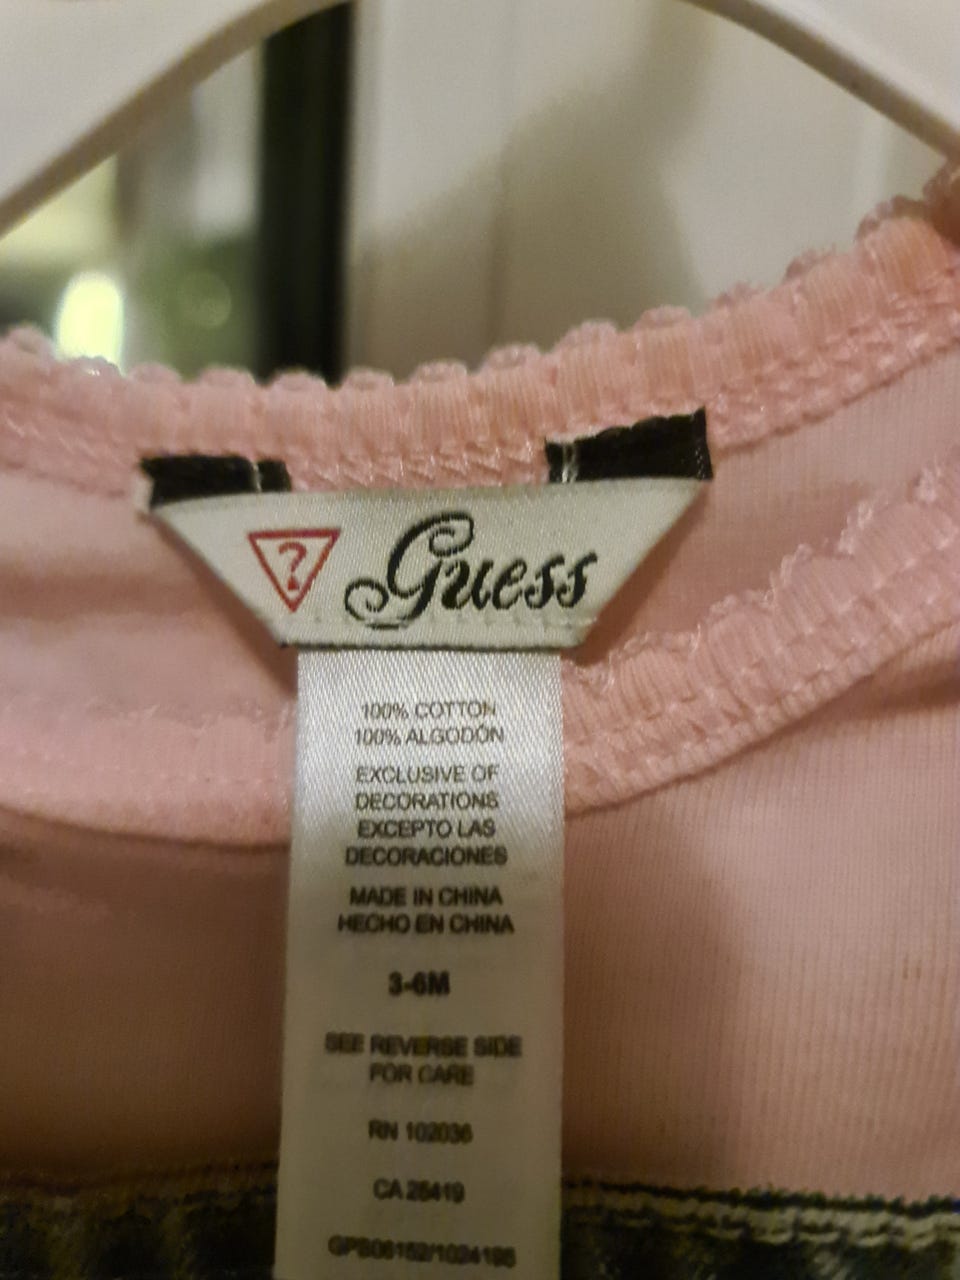 ? Guess
100% COTTON
100% ALGODÓN
EXCLUSIVE OF
DECORATIONS
EXCEPTO LAS
DECORACIONES
MADE IN CHINA
HECHO EN CHINA
3-6M
SEE REVERSE SIDE
FOR CARE
RN 102036
CA 25419